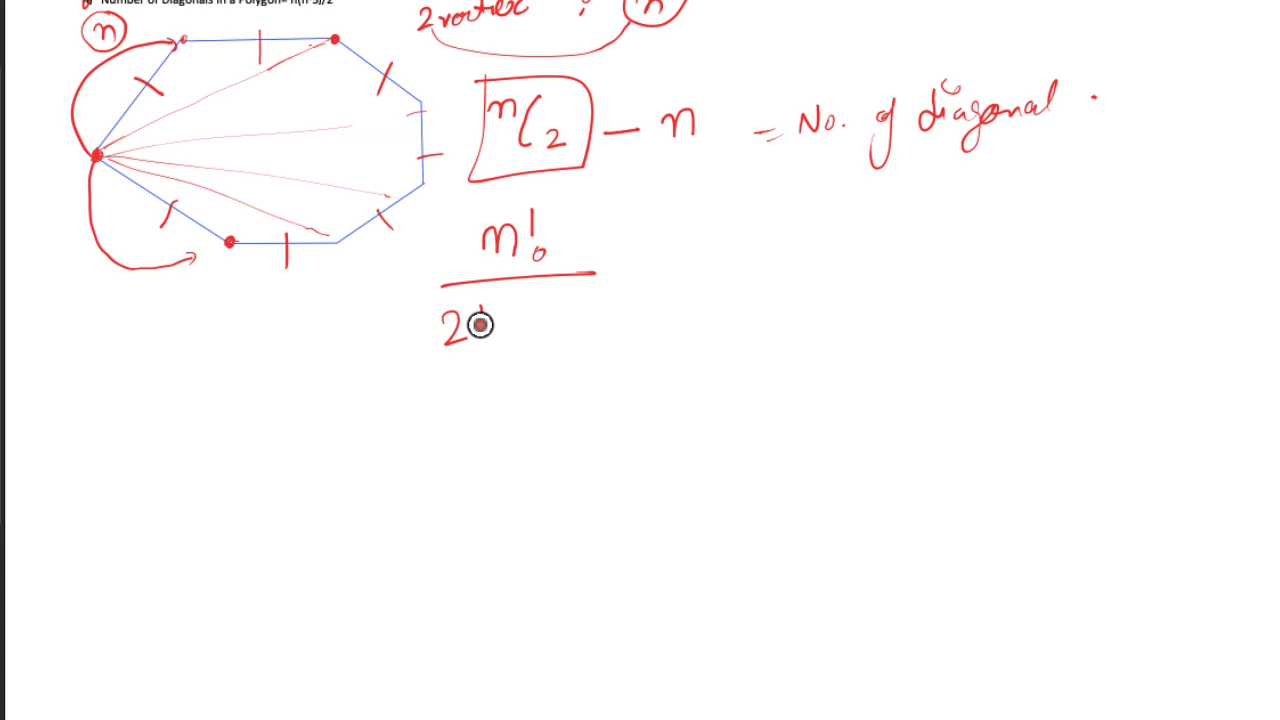 Number of Diagonals in a Polygon= n(n-3)/2
2 vertex : n
n
nC2 - n = No. of diagonal .
n!
2